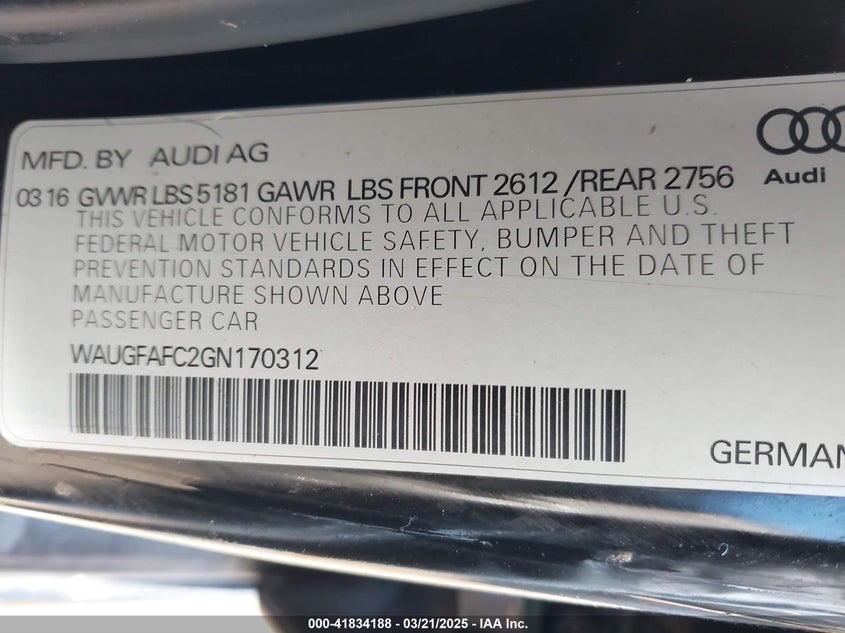 MFD. BY AUDI AG
Audi
03 16 GVWR LBS 5181 GAWR LBS FRONT 2612 /REAR 2756
THIS VEHICLE CONFORMS TO ALL APPLICABLE U.S.
FEDERAL MOTOR VEHICLE SAFETY, BUMPER AND THEFT
PREVENTION STANDARDS IN EFFECT ON THE DATE OF
MANUFACTURE SHOWN ABOVE
PASSENGER CAR
WAUGFAFC2GN170312
GERMAN
000-41834188 — 03/21/2025 — IAA Inc.